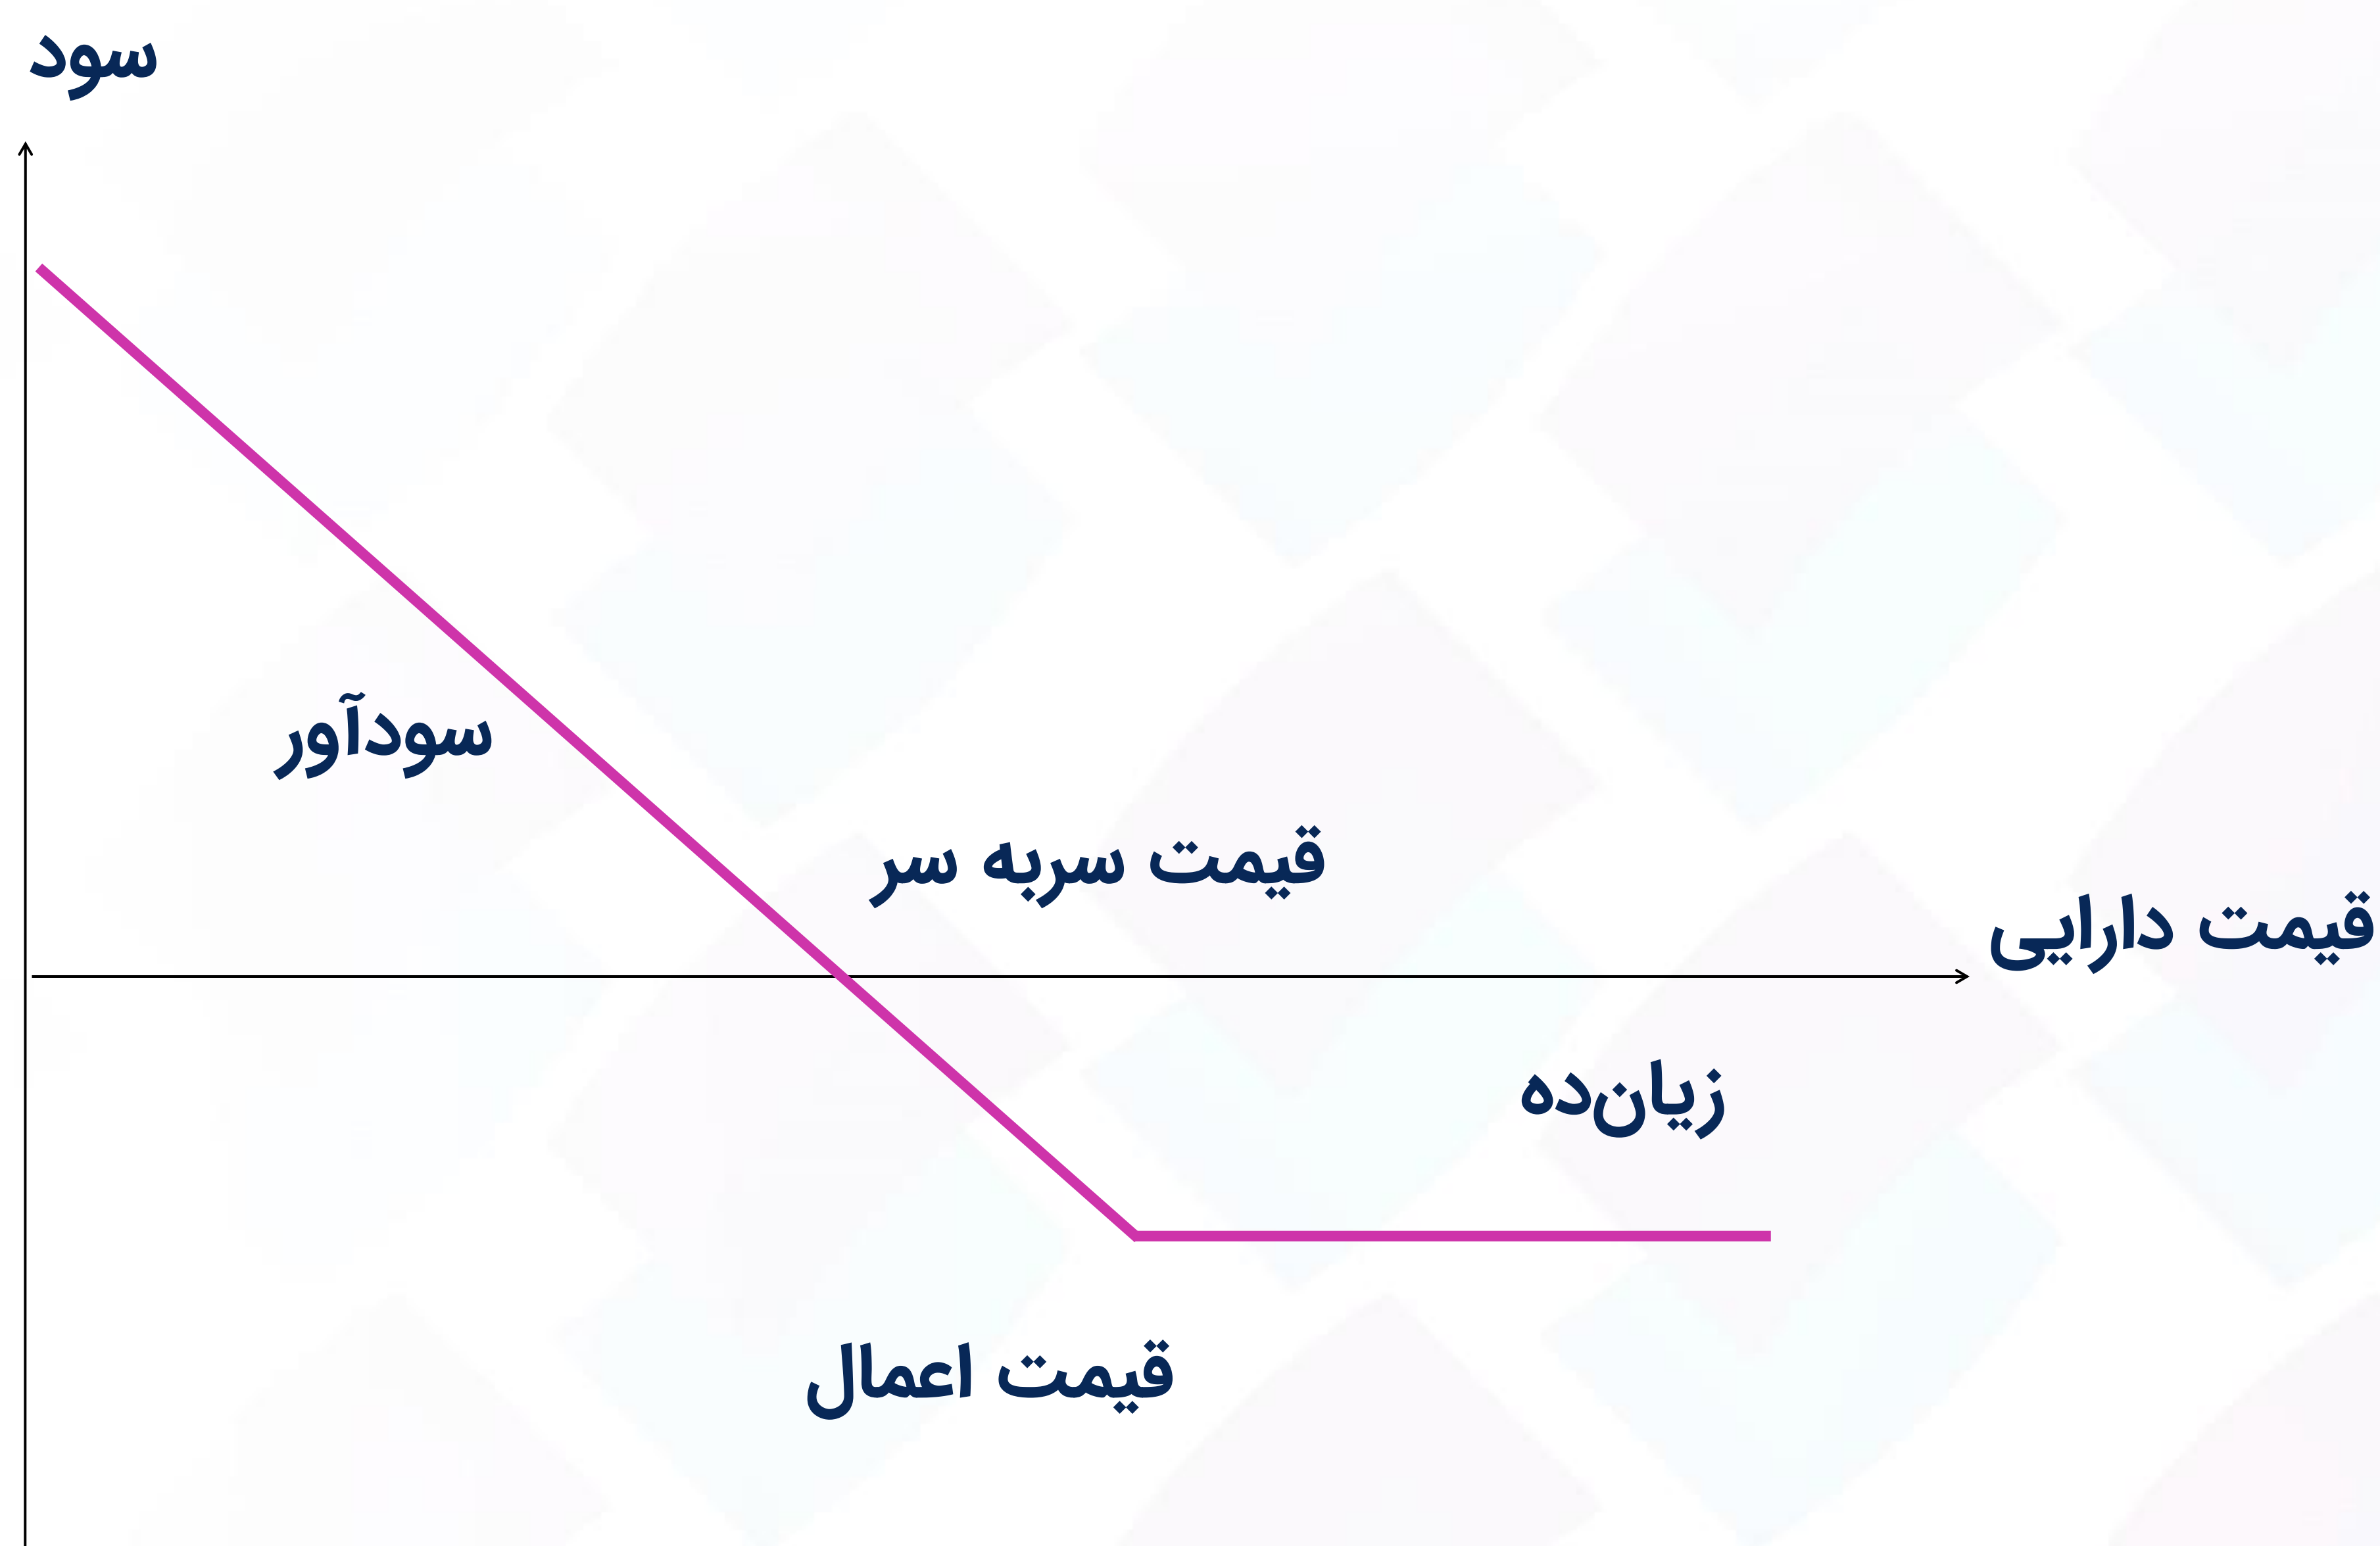 سود
سودآور
قیمت سربه سر
قیمت دارایی
زیان‌ده
قیمت اعمال